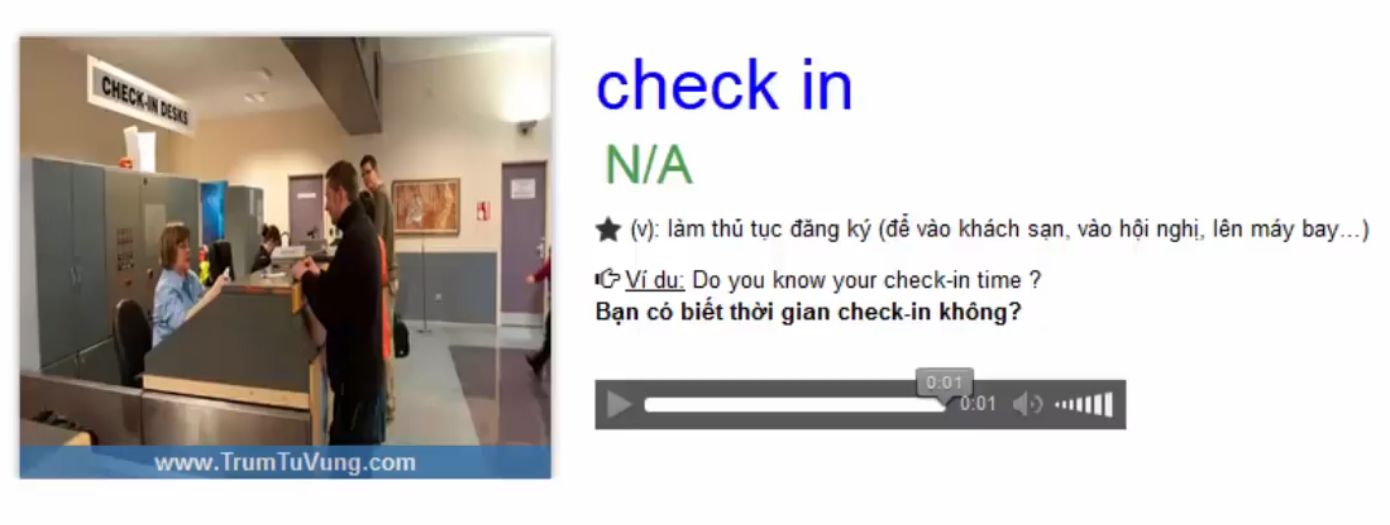 CHECK-IN DESKS
www.TrumTuVung.com
check in
N/A
★ (v): làm thủ tục đăng ký (để vào khách sạn, vào hội nghị, lên máy bay...)
Ví du: Do you know your check-in time ?
Bạn có biết thời gian check-in không?
0:01
0:01